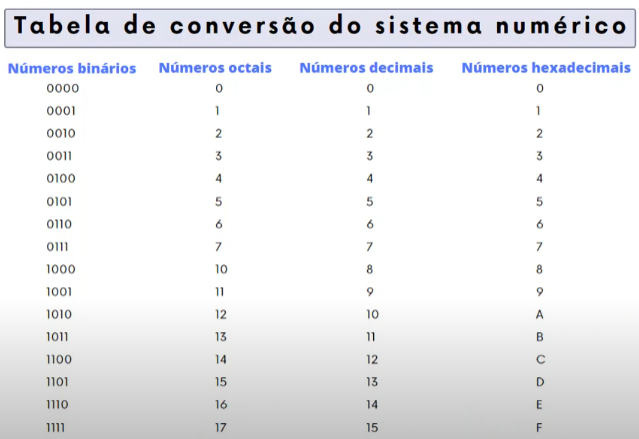 Tabela de conversão do sistema numérico
Números binários Números octais Números decimais Números hexadecimais
0000 0 0 0
0001 1 1 1
0010 2 2 2
0011 3 3 3
0100 4 4 4
0101 5 5 5
0110 6 6 6
0111 7 7 7
1000 10 8 8
1001 11 9 9
1010 12 10 A
1011 13 11 B
1100 14 12 C
1101 15 13 D
1110 16 14 E
1111 17 15 F